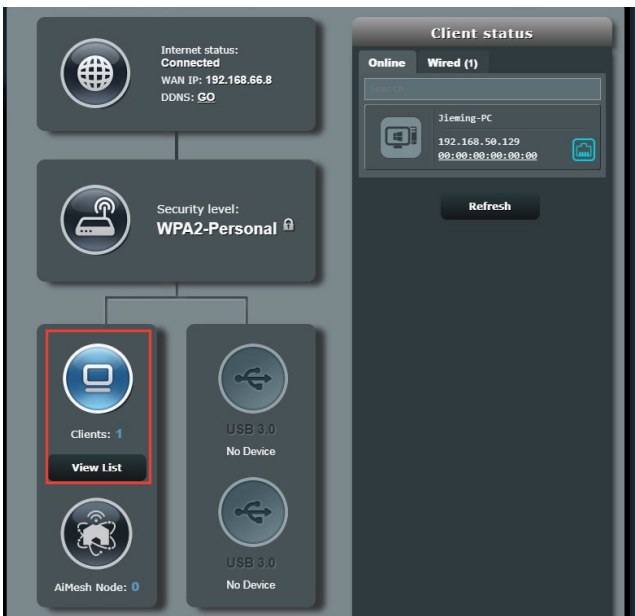 Internet status:
Connected
WAN IP: 192.168.66.8
DDNS: GO
Security level:
WPA2-Personal
Clients: 1
View List
AiMesh Node: 0
USB 3.0
No Device
USB 3.0
No Device
Client status
Online
Wired (1)
Search
Jieming-PC
192.168.50.129
00:00:00:00:00:00
Refresh